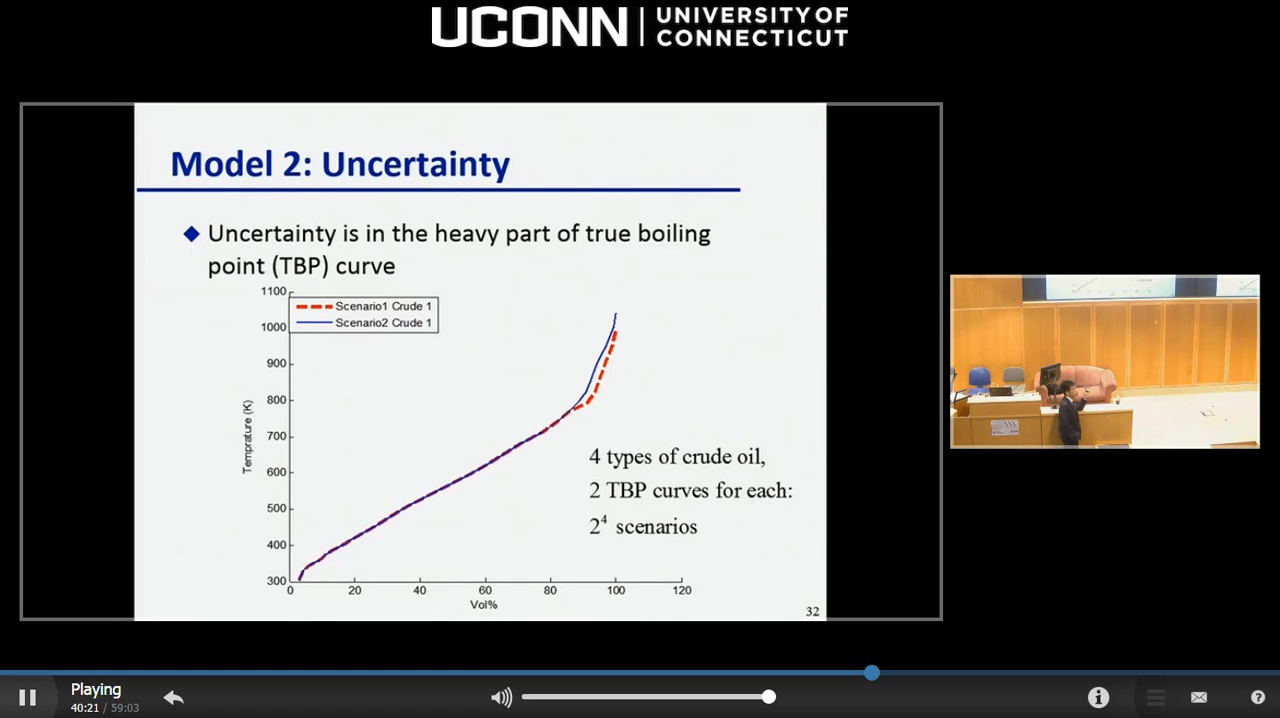 UCONN UNIVERSITY OF
CONNECTICUT
Model 2: Uncertainty
Uncertainty is in the heavy part of true boiling
point (TBP) curve
Scenario1 Crude 1
Scenario2 Crude 1
1100
1000
900
800
700
600
500
400
300
Temprature (K)
0 20 40 60 80 100 120
Vol%
4 types of crude oil,
2 TBP curves for each:
2⁴ scenarios
32
Playing
40:21 / 59:03